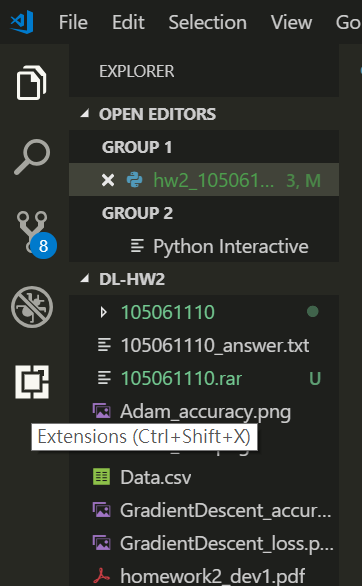 File Edit Selection View Go
EXPLORER
OPEN EDITORS
GROUP 1
hw2_105061... 3, M
GROUP 2
Python Interactive
8
DL-HW2
105061110
105061110_answer.txt
105061110.rar U
Adam_accuracy.png
Extensions (Ctrl+Shift+X)
Data.csv
GradientDescent_accur...
GradientDescent_loss.p...
homework2_dev1.pdf